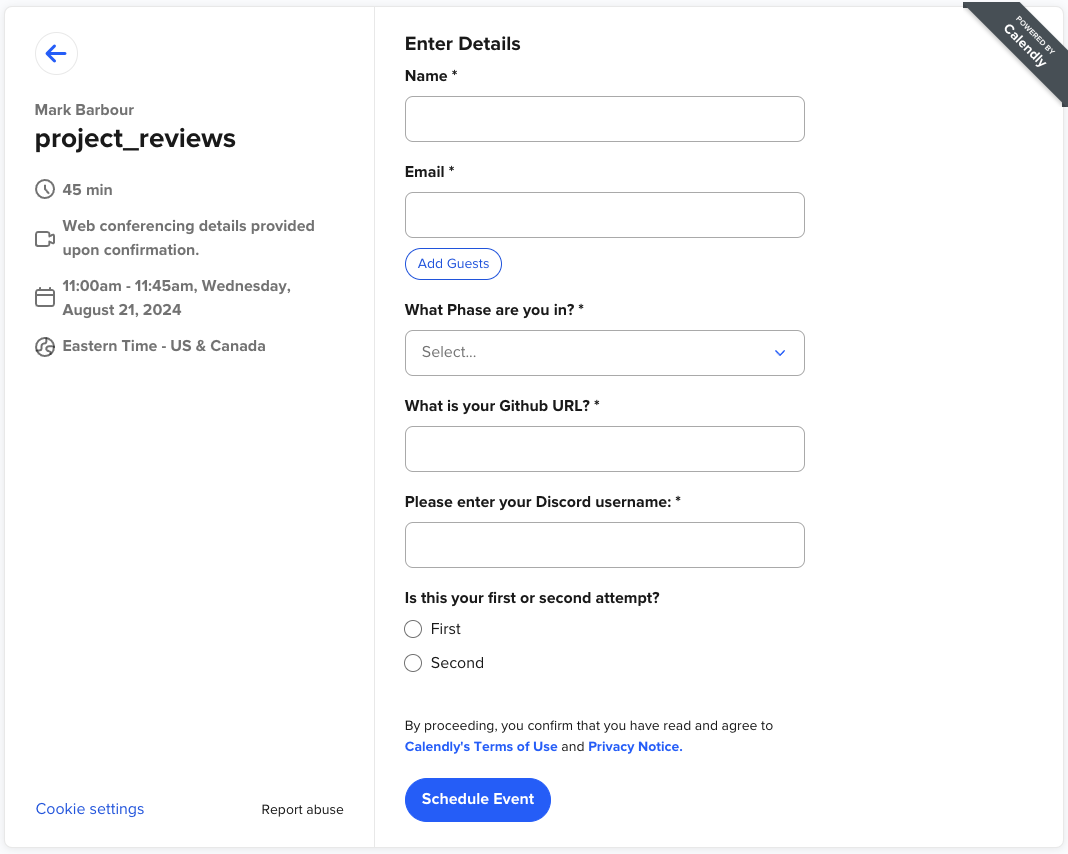 Mark Barbour
project_reviews
45 min
Web conferencing details provided
upon confirmation.
11:00am - 11:45am, Wednesday,
August 21, 2024
Eastern Time - US & Canada
Cookie settings
Report abuse
POWERED BY
Calendly
Enter Details
Name *
Email *
Add Guests
What Phase are you in? *
Select...
What is your Github URL? *
Please enter your Discord username: *
Is this your first or second attempt?
First
Second
By proceeding, you confirm that you have read and agree to
Calendly's Terms of Use and Privacy Notice.
Schedule Event